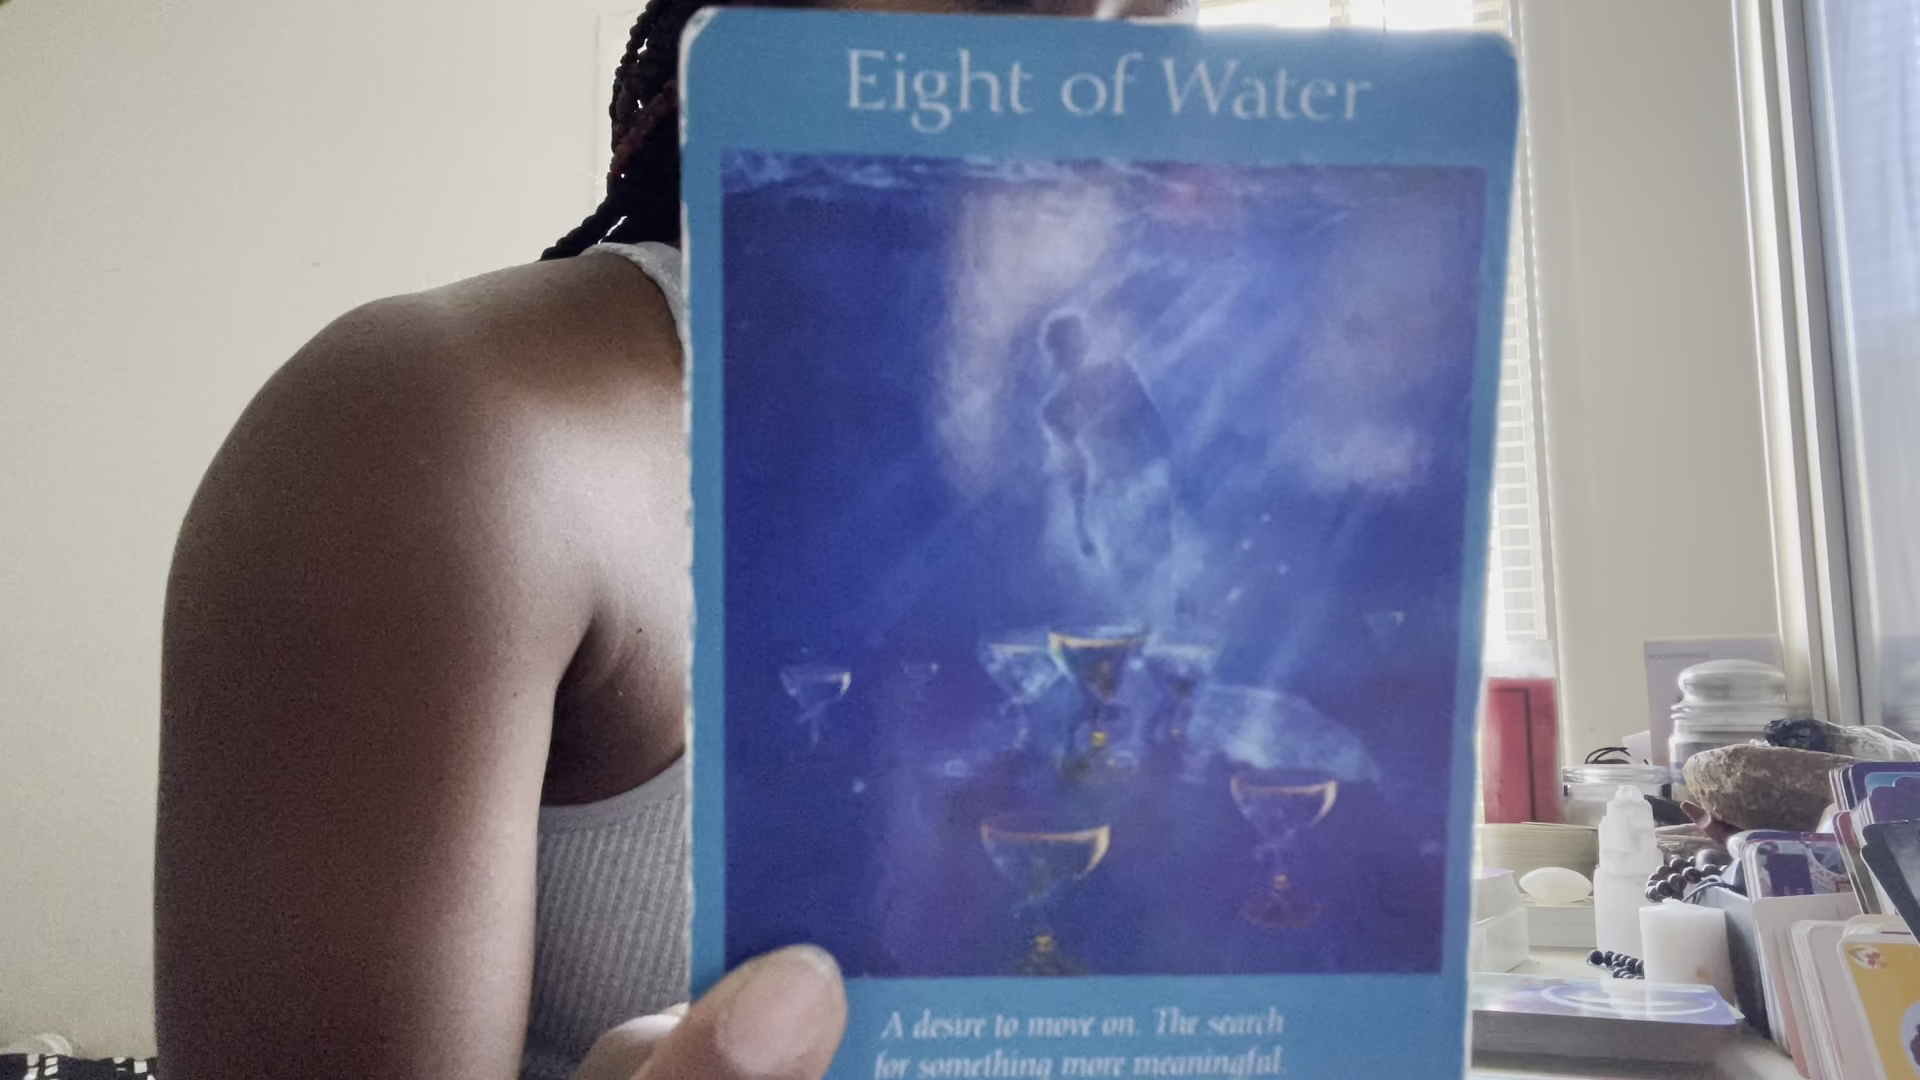 Eight of Water
A desire to move on. The search
for something more meaningful.